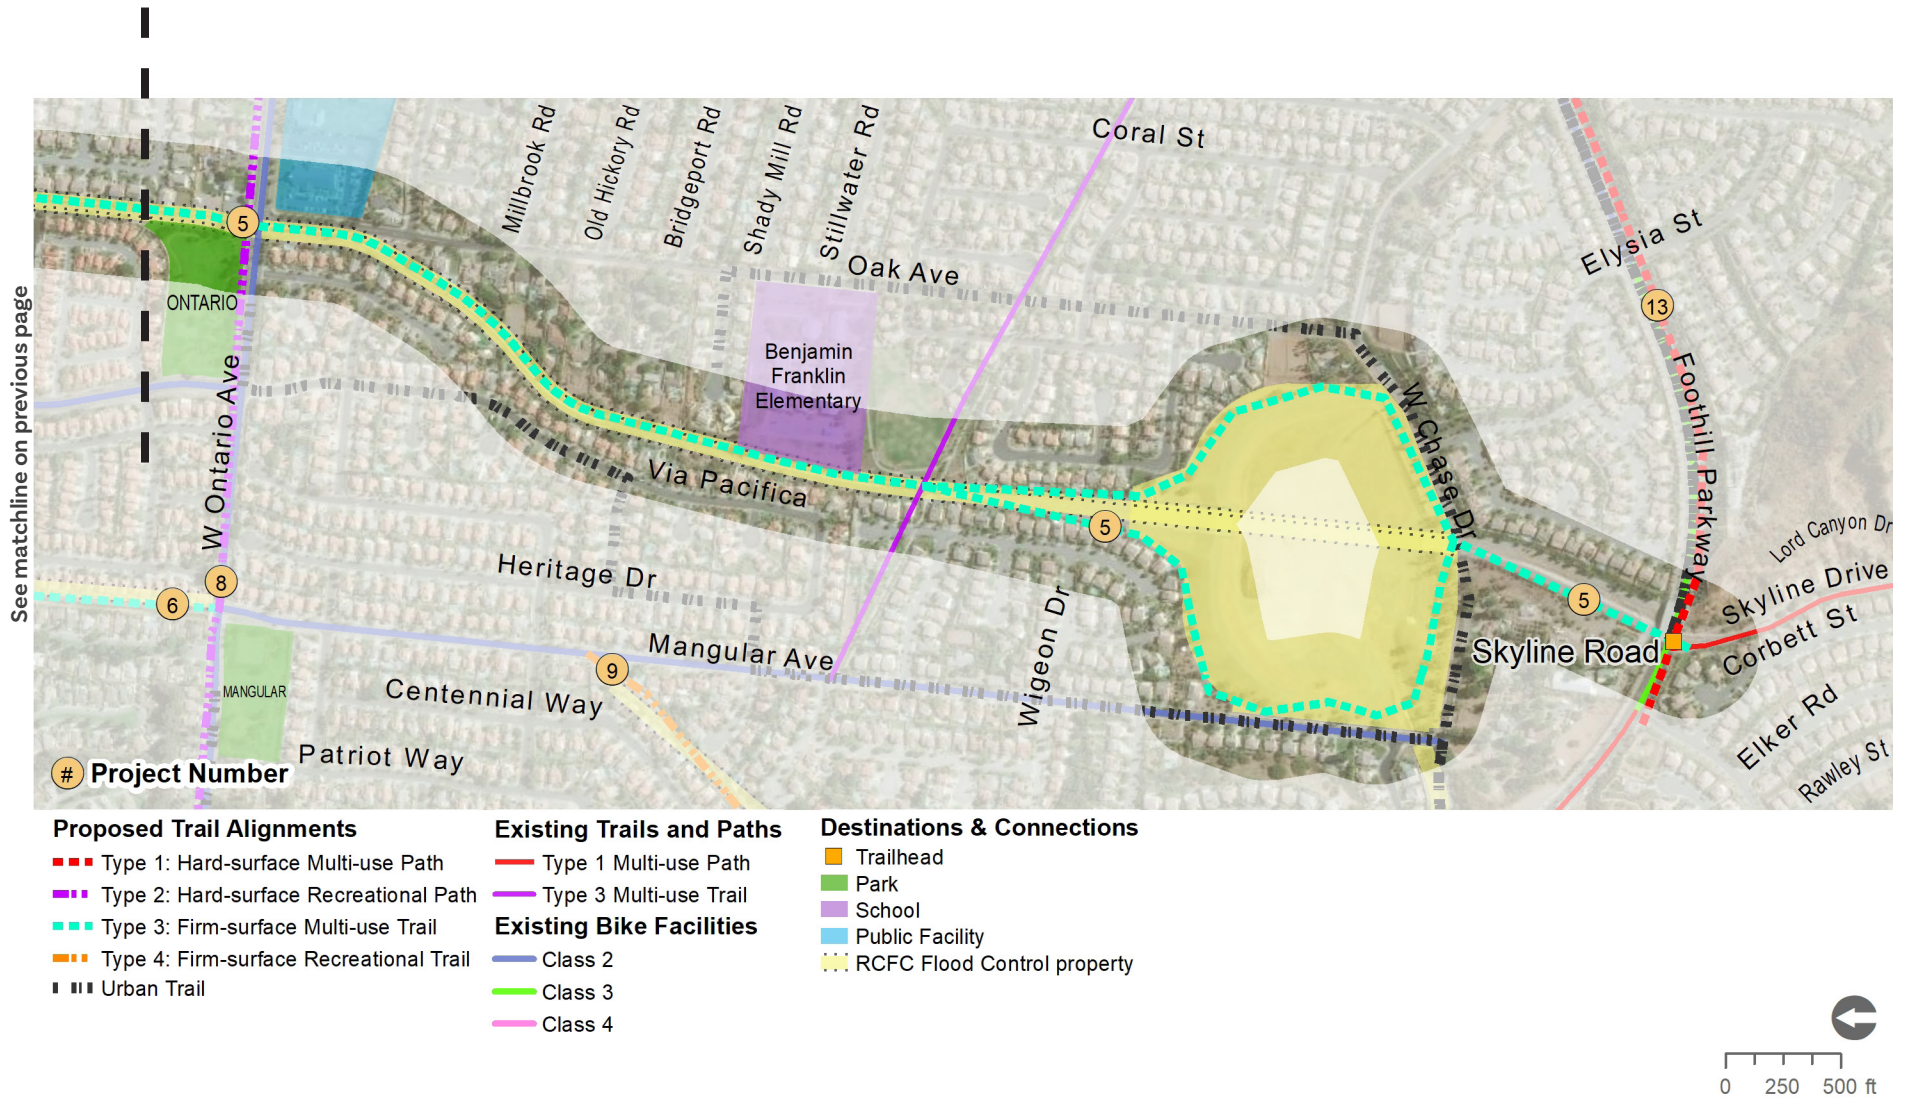 See matchline on previous page
Millbrook Rd
Old Hickory Rd
Bridgeport Rd
Shady Mill Rd
Stillwater Rd
Coral St
Oak Ave
Elysia St
5
13
ONTARIO
Benjamin
Franklin
Elementary
W Ontario Ave
Via Pacifica
W Chase Dr
Foothill Parkway
5
Lord Canyon Dr
Heritage Dr
8
6
5
Skyline Drive
Skyline Road
Corbett St
Mangular Ave
Wigeon Dr
9
MANGULAR
Centennial Way
Elker Rd
Patriot Way
Rawley St
# Project Number
Proposed Trail Alignments
Type 1: Hard-surface Multi-use Path
Type 2: Hard-surface Recreational Path
Type 3: Firm-surface Multi-use Trail
Type 4: Firm-surface Recreational Trail
Urban Trail
Existing Trails and Paths
Type 1 Multi-use Path
Type 3 Multi-use Trail
Existing Bike Facilities
Class 2
Class 3
Class 4
Destinations & Connections
Trailhead
Park
School
Public Facility
RCFC Flood Control property
0 250 500 ft